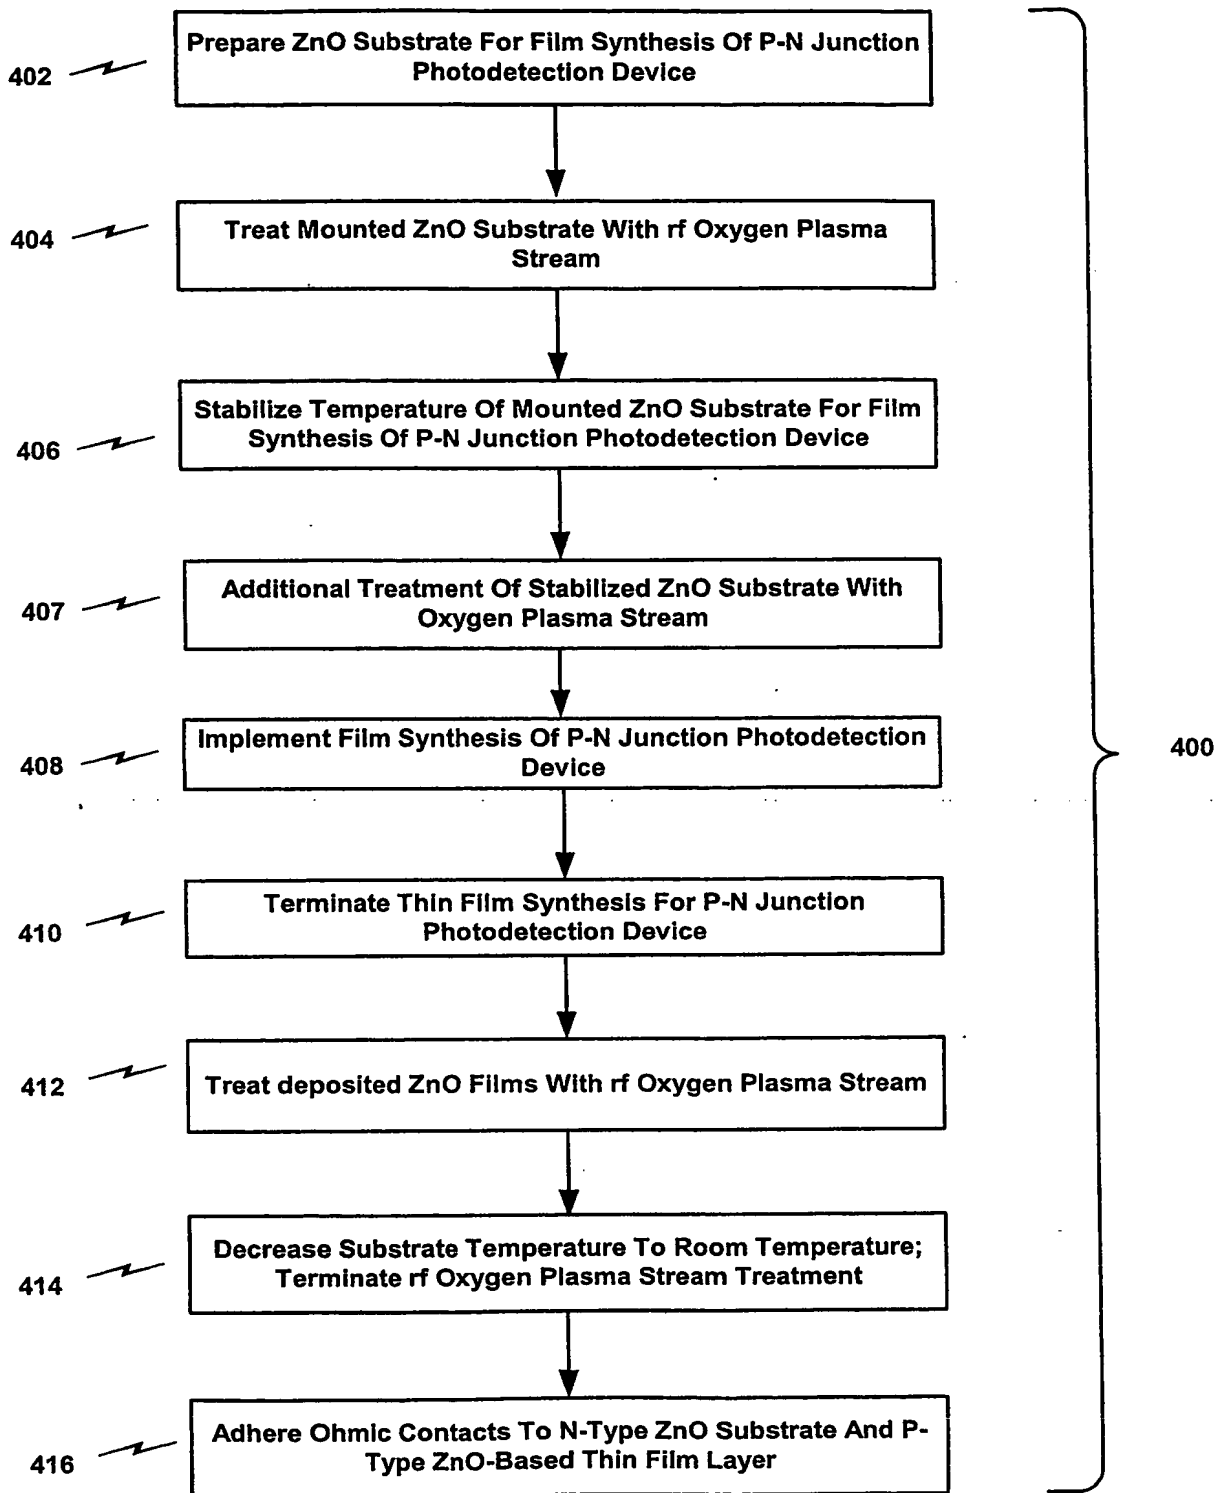 Prepare ZnO Substrate For Film Synthesis Of P-N Junction
Photodetection Device
402
Treat Mounted ZnO Substrate With rf Oxygen Plasma
Stream
404
Stabilize Temperature Of Mounted ZnO Substrate For Film
Synthesis Of P-N Junction Photodetection Device
406
Additional Treatment Of Stabilized ZnO Substrate With
Oxygen Plasma Stream
407
Implement Film Synthesis Of P-N Junction Photodetection
Device
408
400
Terminate Thin Film Synthesis For P-N Junction
Photodetection Device
410
Treat deposited ZnO Films With rf Oxygen Plasma Stream
412
Decrease Substrate Temperature To Room Temperature;
Terminate rf Oxygen Plasma Stream Treatment
414
Adhere Ohmic Contacts To N-Type ZnO Substrate And P-
Type ZnO-Based Thin Film Layer
416